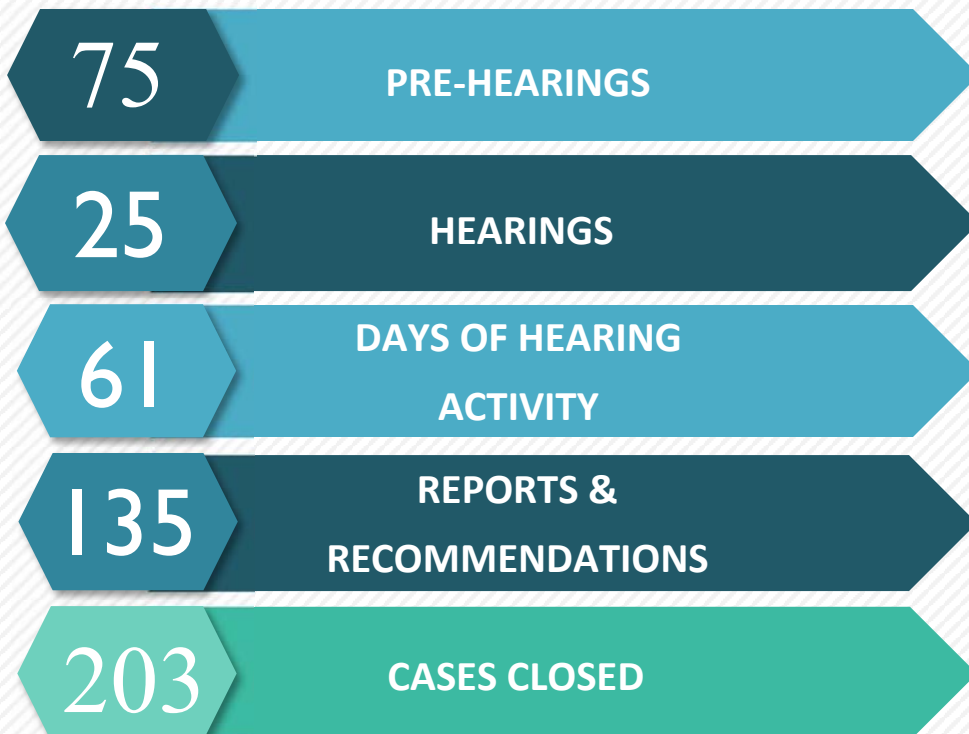 75
PRE-HEARINGS
25
HEARINGS
61
DAYS OF HEARING
ACTIVITY
135
REPORTS &
RECOMMENDATIONS
203
CASES CLOSED